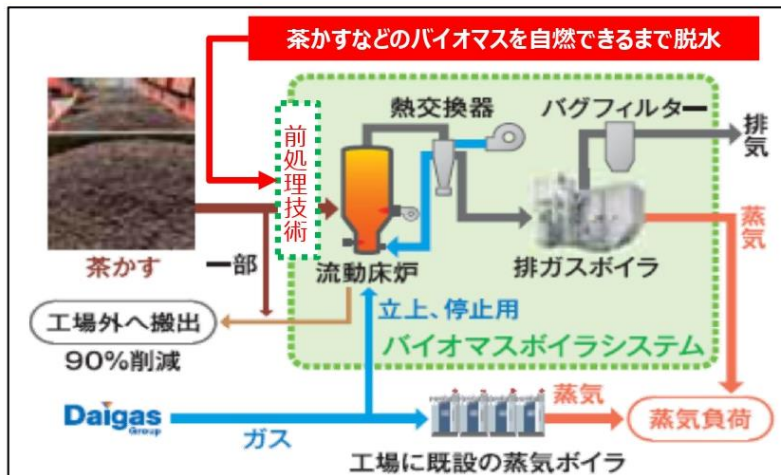 茶かすなどのバイオマスを自燃できるまで脱水
熱交換器
バグフィルター
排気
前処理技術
茶かす
一部
流動床炉
排ガスボイラ
蒸気
工場外へ搬出
90%削減
立上、停止用
バイオマスボイラシステム
Daigas
Group
ガス
蒸気
蒸気負荷
工場に既設の蒸気ボイラ